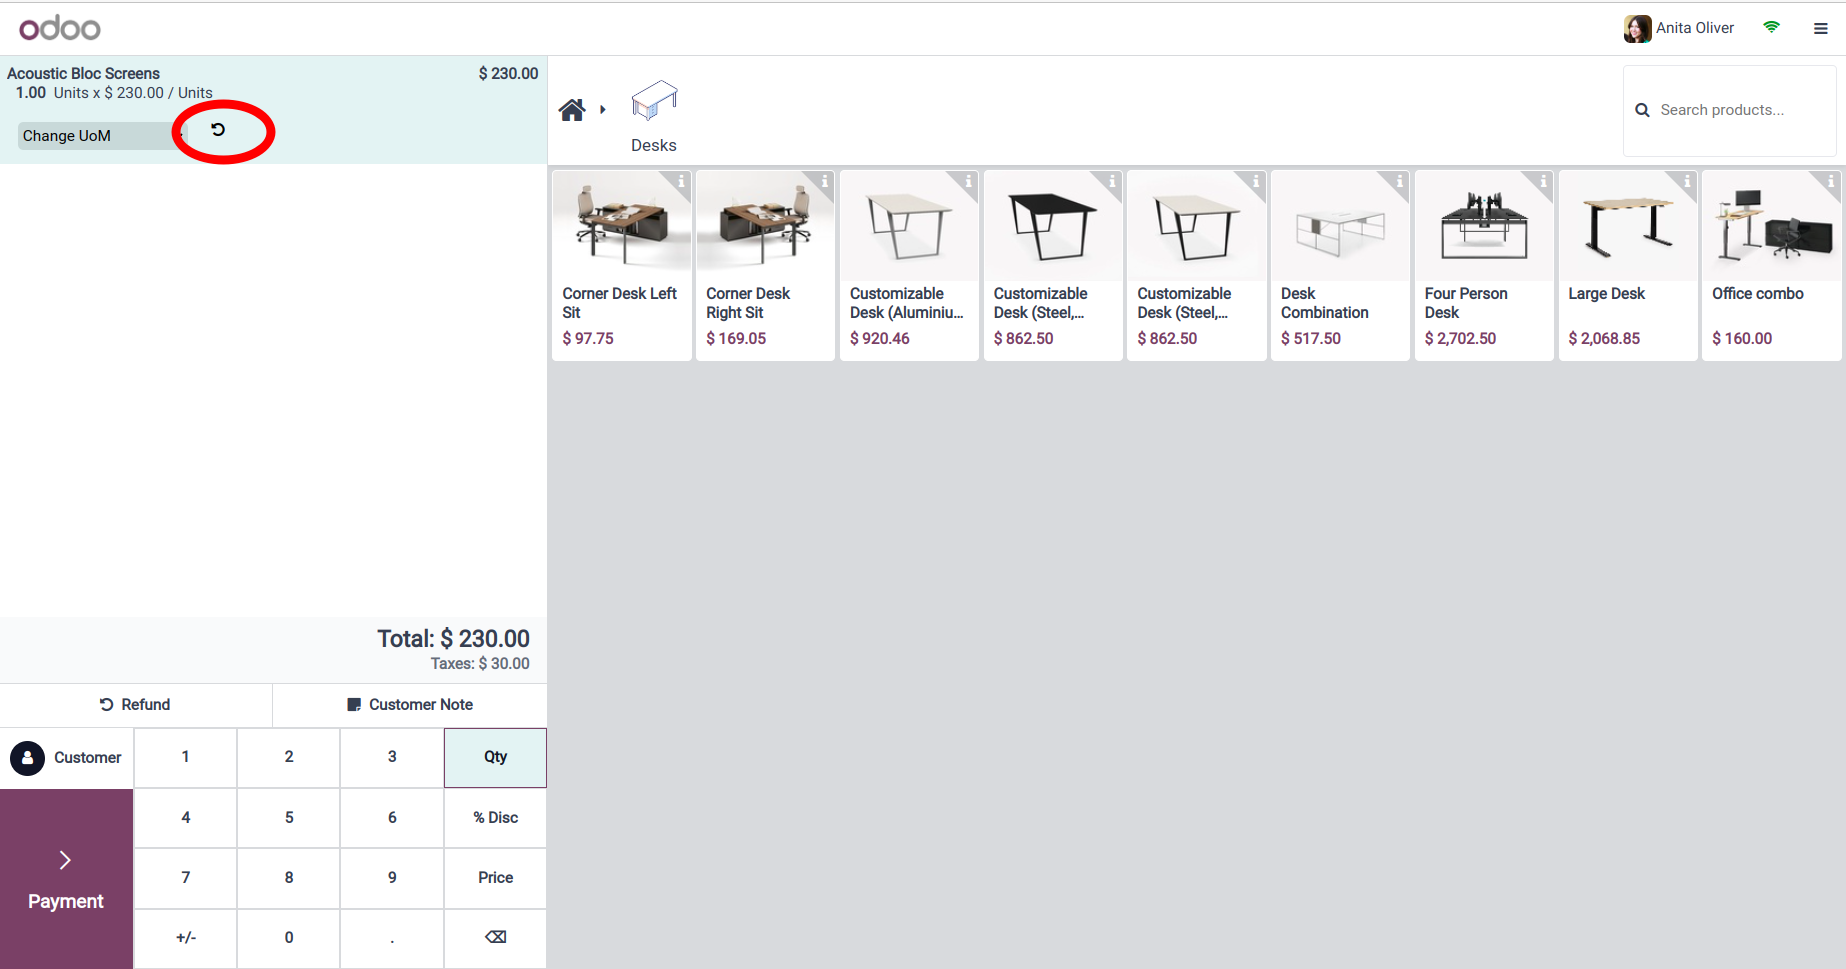 odoo
Anita Oliver
Acoustic Bloc Screens $ 230.00
1.00 Units x $ 230.00 / Units
Change UoM
Desks
Search products...
Corner Desk Left
Sit
$ 97.75
Corner Desk
Right Sit
$ 169.05
Customizable
Desk (Aluminiu...
$ 920.46
Customizable
Desk (Steel,...
$ 862.50
Customizable
Desk (Steel,...
$ 862.50
Desk
Combination
$ 517.50
Four Person
Desk
$ 2,702.50
Large Desk
$ 2,068.85
Office combo
$ 160.00
Total: $ 230.00
Taxes: $ 30.00
Refund Customer Note
Customer 1 2 3 Qty
4 5 6 % Disc
7 8 9 Price
Payment
+/- 0 .